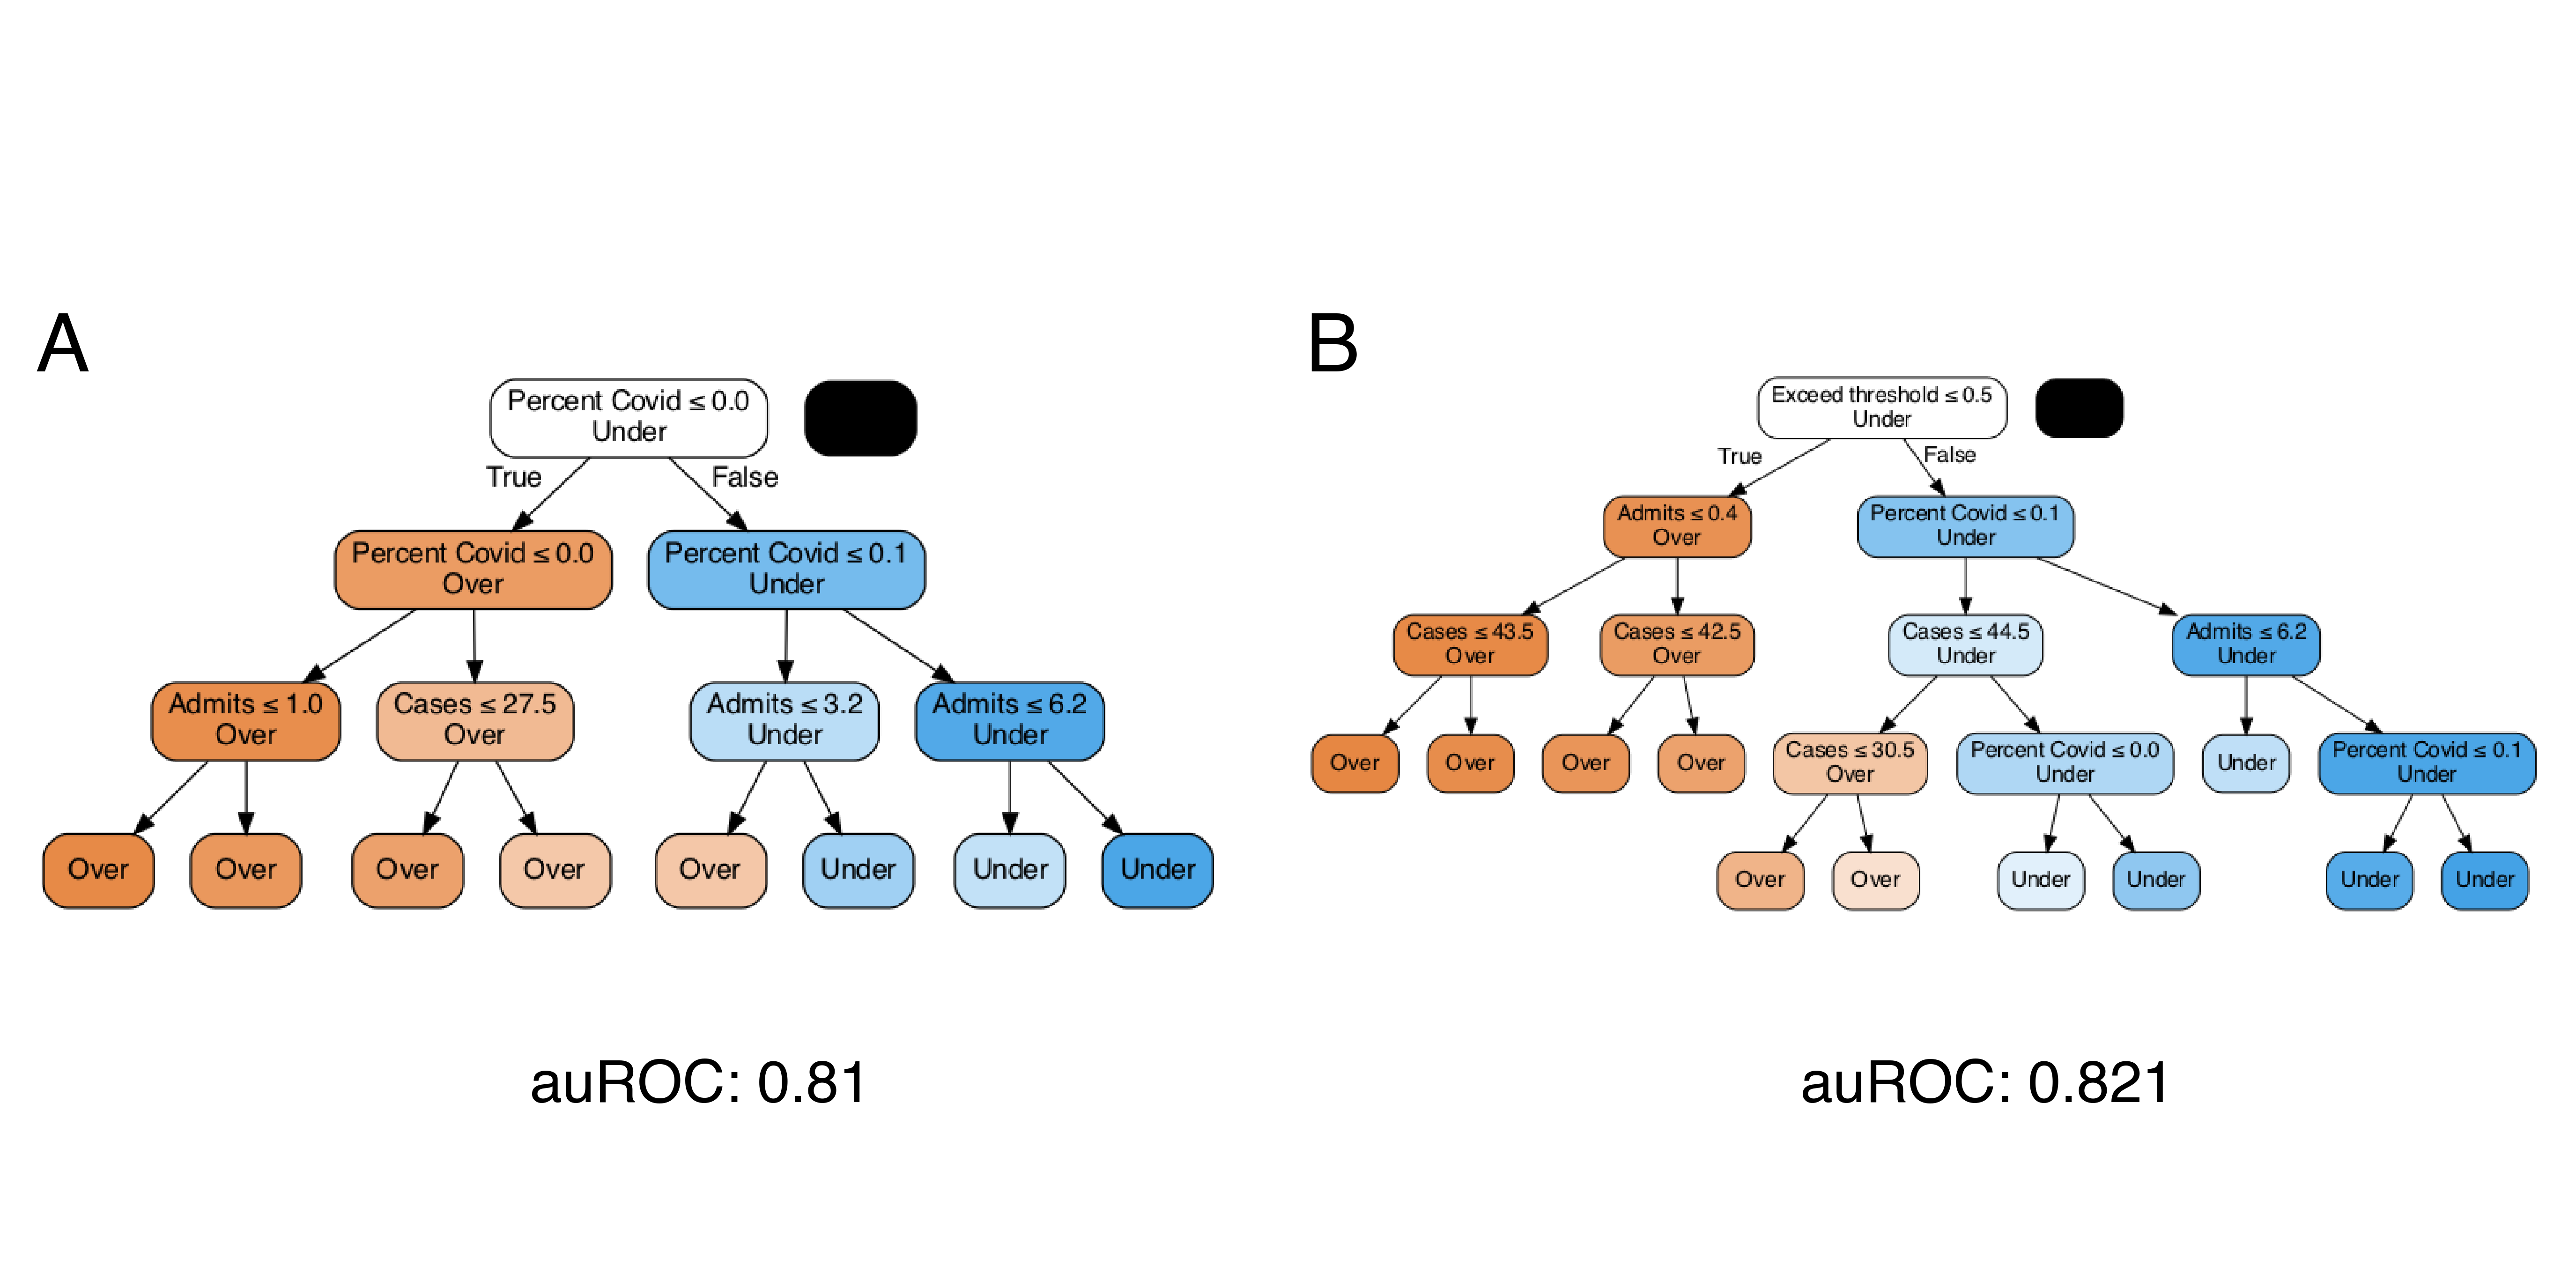 A
Percent Covid ≤ 0.0
Under
True
False
Percent Covid ≤ 0.0
Over
Percent Covid ≤ 0.1
Under
Admits ≤ 1.0
Over
Cases ≤ 27.5
Over
Admits ≤ 3.2
Under
Admits ≤ 6.2
Under
Over
Over
Over
Over
Over
Under
Under
Under
auROC: 0.81
B
Exceed threshold ≤ 0.5
Under
True
False
Admits ≤ 0.4
Over
Percent Covid ≤ 0.1
Under
Cases ≤ 43.5
Over
Cases ≤ 42.5
Over
Cases ≤ 44.5
Under
Admits ≤ 6.2
Under
Over
Over
Over
Over
Cases ≤ 30.5
Over
Percent Covid ≤ 0.0
Under
Under
Percent Covid ≤ 0.1
Under
Over
Over
Under
Under
Under
Under
auROC: 0.821